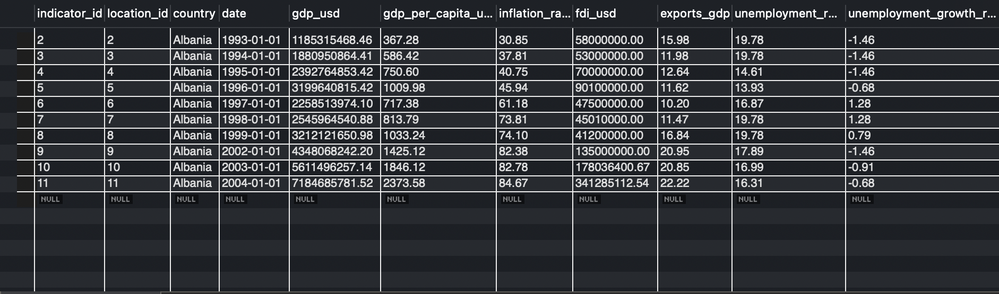 indicator_id location_id country date gdp_usd gdp_per_capita_u... inflation_ra... fdi_usd exports_gdp unemployment_r... unemployment_growth_r...
2 2 Albania 1993-01-01 1185315468.46 367.28 30.85 58000000.00 15.98 19.78 -1.46
3 3 Albania 1994-01-01 1880950864.41 586.42 37.81 53000000.00 11.98 19.78 -1.46
4 4 Albania 1995-01-01 2392764853.42 750.60 40.75 70000000.00 12.64 14.61 -1.46
5 5 Albania 1996-01-01 3199640815.42 1009.98 45.94 90100000.00 11.62 13.93 -0.68
6 6 Albania 1997-01-01 2258513974.10 717.38 61.18 47500000.00 10.20 16.87 1.28
7 7 Albania 1998-01-01 2545964540.88 813.79 73.81 45010000.00 11.47 19.78 1.28
8 8 Albania 1999-01-01 3212121650.98 1033.24 74.10 41200000.00 16.84 19.78 0.79
9 9 Albania 2002-01-01 4348068242.20 1425.12 82.38 135000000.00 20.95 17.89 -1.46
10 10 Albania 2003-01-01 5611496257.14 1846.12 82.78 178036400.67 20.85 16.99 -0.91
11 11 Albania 2004-01-01 7184685781.52 2373.58 84.67 341285112.54 22.22 16.31 -0.68
NULL NULL NULL NULL NULL NULL NULL NULL NULL NULL NULL